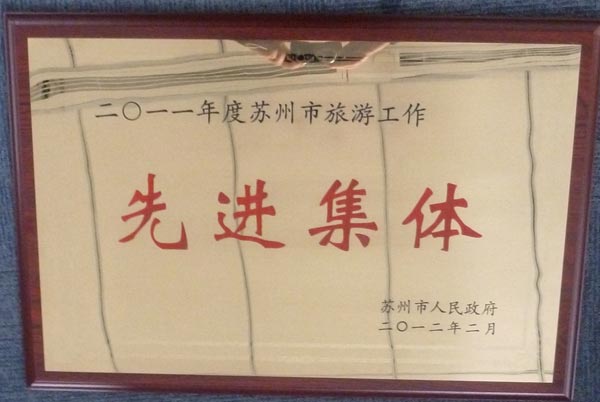 二〇一一年度苏州市旅游工作
先进集体
苏州市人民政府
二〇一二年二月